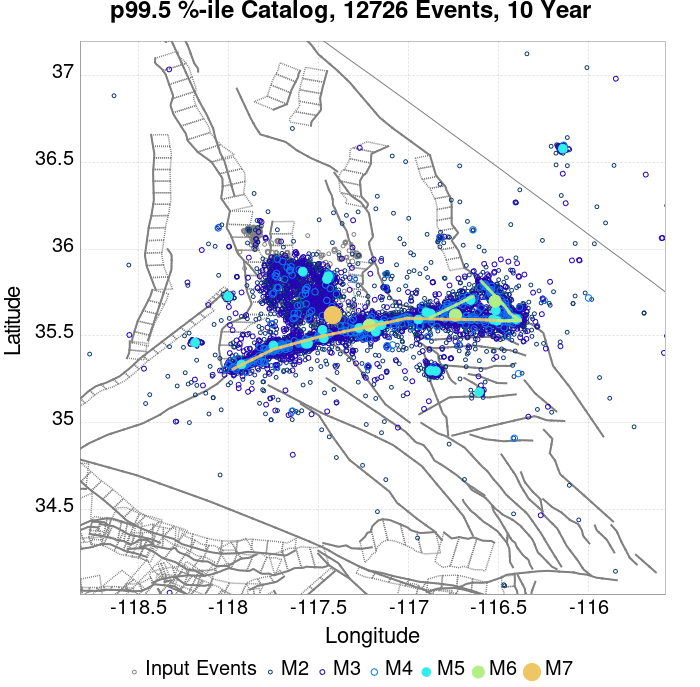 p99.5 %-ile Catalog, 12726 Events, 10 Year
37
36.5
36
35.5
35
34.5
Latitude
-118.5 -118 -117.5 -117 -116.5 -116
Longitude
Input Events M2 M3 M4 M5 M6 M7